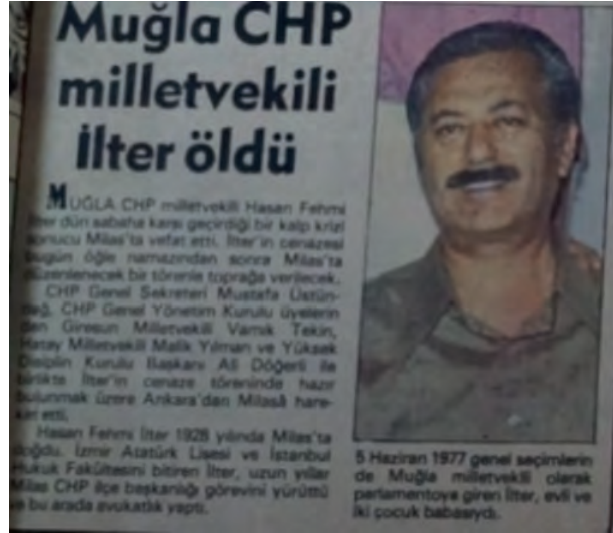 Muğla CHP
milletvekili
İlter öldü
MUĞLA CHP milletvekili Hasan Fehmi
İlter dün sabaha karşı geçirdiği bir kalp krizi
sonucu Milas'ta vefat etti. İlter'in cenazesi
bugün öğle namazından sonra Milas'ta
düzenlenecek bir törenle toprağa verilecek.
CHP Genel Sekreteri Mustafa Üstün-
dağ, CHP Genel Yönetim Kurulu üyelerin
den Giresun Milletvekili Vamık Tekin,
Hatay Milletvekili Malik Yılman ve Yüksek
Disiplin Kurulu Başkanı Ali Döğerli ile
birlikte İlter'in cenaze töreninde hazır
bulunmak üzere Ankara'dan Milasâ hare-
ket etti.
Hasan Fehmi İlter 1928 yılında Milas'ta
doğdu. İzmir Atatürk Lisesi ve İstanbul
Hukuk Fakültesini bitiren İlter, uzun yıllar
Milas CHP ilçe başkanlığı görevini yürüttü
ve bu arada avukatlık yaptı.
5 Haziran 1977 genel seçimlerin
de Muğla milletvekili olarak
parlamentoya giren İlter, evli ve
iki çocuk babasıydı.